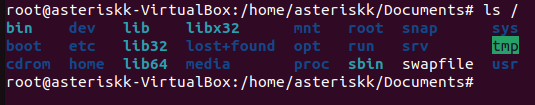 root@asteriskk-VirtualBox:/home/asteriskk/Documents# ls /
bin dev lib libx32 mnt root snap sys
boot etc lib32 lost+found opt run srv tmp
cdrom home lib64 media proc sbin swapfile usr
root@asteriskk-VirtualBox:/home/asteriskk/Documents#